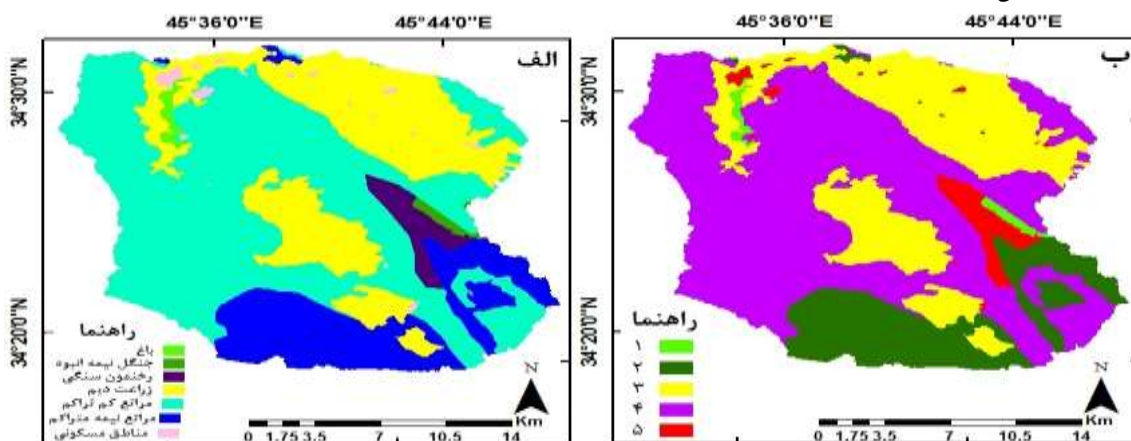 45°36'0"E 45°44'0"E
الف
34°30'0"N
34°20'0"N
راهنما
باغ
جنگل نیمه انبوه
رخنمون سنگی
زراعت دیم
مراتع کم تراکم
مراتع نیمه متراکم
مناطق مسکونی
N
Km
0 1.75 3.5 7 10.5 14
45°36'0"E 45°44'0"E
ب
34°30'0"N
34°20'0"N
راهنما
۱
۲
۳
۴
۵
N
Km
0 1.75 3.5 7 10.5 14